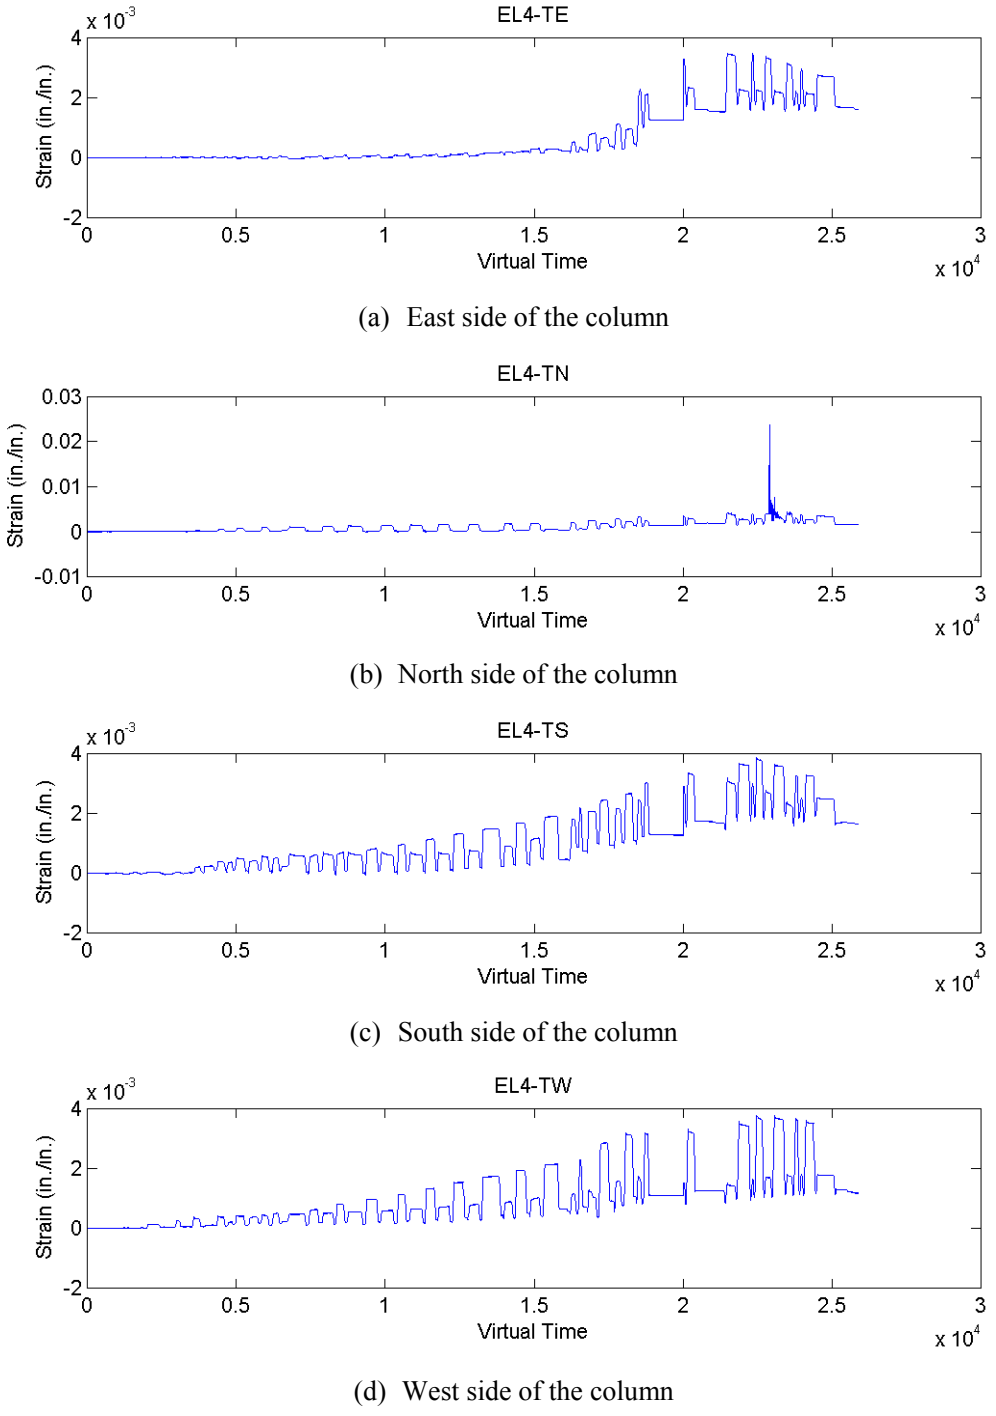 EL4-TE
x 10-3
4
2
0
-2
Strain (in./in.)
0 0.5 1 1.5 2 2.5 3
Virtual Time
x 10^4
(a) East side of the column
EL4-TN
0.03
0.02
0.01
0
-0.01
Strain (in./in.)
0 0.5 1 1.5 2 2.5 3
Virtual Time
x 10^4
(b) North side of the column
EL4-TS
x 10-3
4
2
0
-2
Strain (in./in.)
0 0.5 1 1.5 2 2.5 3
Virtual Time
x 10^4
(c) South side of the column
EL4-TW
x 10-3
4
2
0
-2
Strain (in./in.)
0 0.5 1 1.5 2 2.5 3
Virtual Time
x 10^4
(d) West side of the column